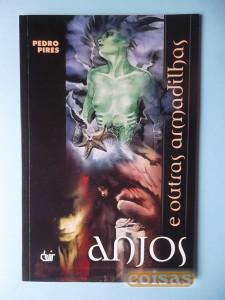 PEDRO
PIRES
e outras armadilhas
anjos
coisas